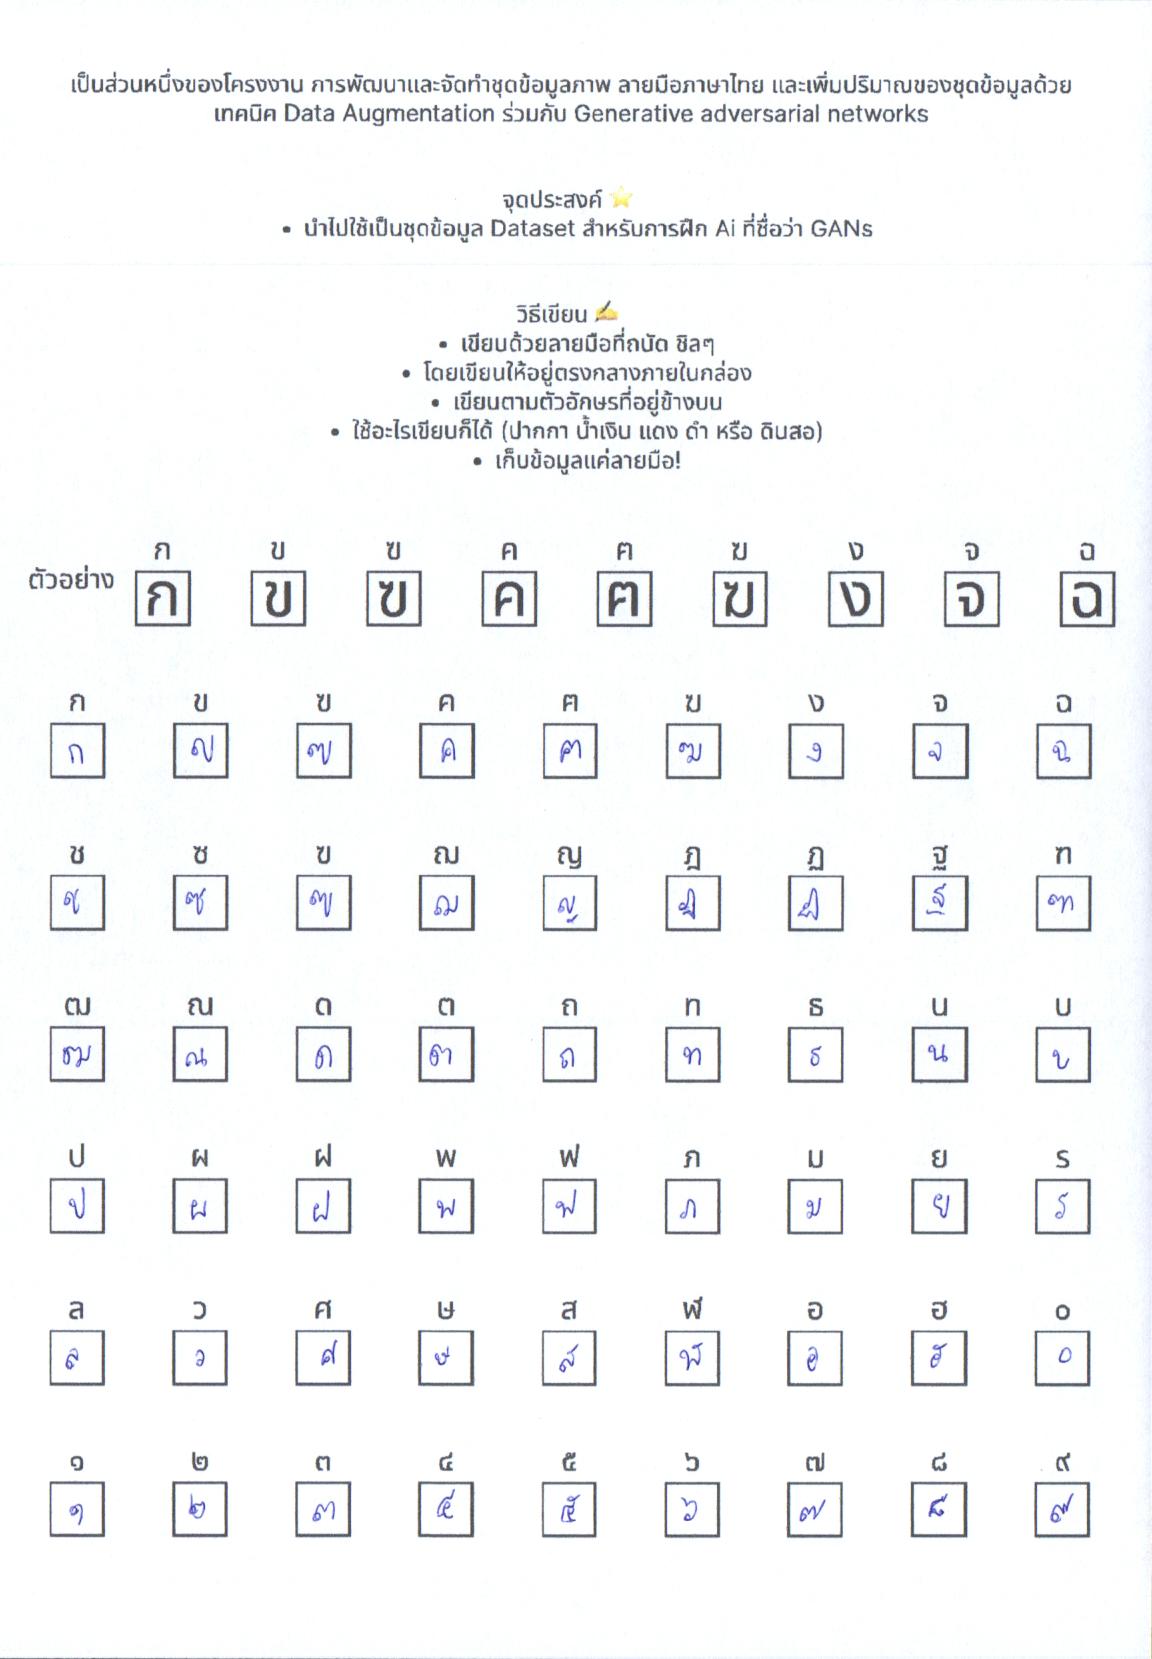 เป็นส่วนหนึ่งของโครงงาน การพัฒนาและจัดทำชุดข้อมูลภาพ ลายมือภาษาไทย และเพิ่มปริมาณของชุดข้อมูลด้วย
เทคนิค Data Augmentation ร่วมกับ Generative adversarial networks
จุดประสงค์ ⭐
• นำไปใช้เป็นชุดข้อมูล Dataset สำหรับการฝึก Ai ที่ชื่อว่า GANs
วิธีเขียน ✍
• เขียนด้วยลายมือที่ถนัด ชิลๆ
• โดยเขียนให้อยู่ตรงกลางภายในกล่อง
• เขียนตามตัวอักษรที่อยู่ข้างบน
• ใช้อะไรเขียนก็ได้ (ปากกา น้ำเงิน แดง ดำ หรือ ดินสอ)
• เก็บข้อมูลแค่ลายมือ!
ก ข ฃ ค ฅ ฆ ง จ ฉ
ตัวอย่าง ก ข ฃ ค ฅ ฆ ง จ ฉ
ก ข ฃ ค ฅ ฆ ง จ ฉ
ก ข ฃ ค ฅ ฆ ง จ ฉ
ช ซ ฃ ฌ ญ ฎ ฏ ฐ ฑ
ช ซ ฃ ฌ ญ ฎ ฏ ฐ ฑ
ฒ ณ ด ต ถ ท ธ น บ
ฒ ณ ด ต ถ ท ธ น บ
ป ผ ฝ พ ฟ ภ ม ย ร
ป ผ ฝ พ ฟ ภ ม ย ร
ล ว ศ ษ ส ฬ อ ฮ ๐
ล ว ศ ษ ส ฬ อ ฮ ๐
๑ ๒ ๓ ๔ ๕ ๖ ๗ ๘ ๙
๑ ๒ ๓ ๔ ๕ ๖ ๗ ๘ ๙